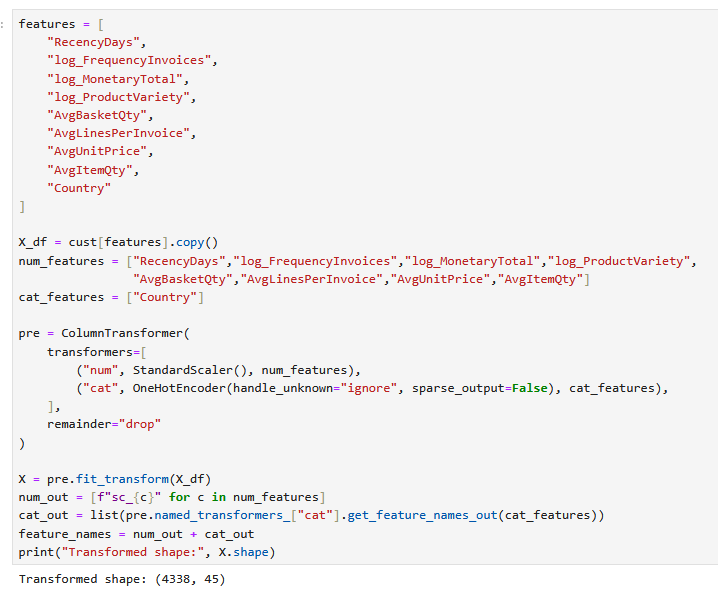 :
features = [
    "RecencyDays",
    "log_FrequencyInvoices",
    "log_MonetaryTotal",
    "log_ProductVariety",
    "AvgBasketQty",
    "AvgLinesPerInvoice",
    "AvgUnitPrice",
    "AvgItemQty",
    "Country"
]

X_df = cust[features].copy()
num_features = ["RecencyDays","log_FrequencyInvoices","log_MonetaryTotal","log_ProductVariety",
                "AvgBasketQty","AvgLinesPerInvoice","AvgUnitPrice","AvgItemQty"]
cat_features = ["Country"]

pre = ColumnTransformer(
    transformers=[
        ("num", StandardScaler(), num_features),
        ("cat", OneHotEncoder(handle_unknown="ignore", sparse_output=False), cat_features),
    ],
    remainder="drop"
)

X = pre.fit_transform(X_df)
num_out = [f"sc_{c}" for c in num_features]
cat_out = list(pre.named_transformers_["cat"].get_feature_names_out(cat_features))
feature_names = num_out + cat_out
print("Transformed shape:", X.shape)
Transformed shape: (4338, 45)